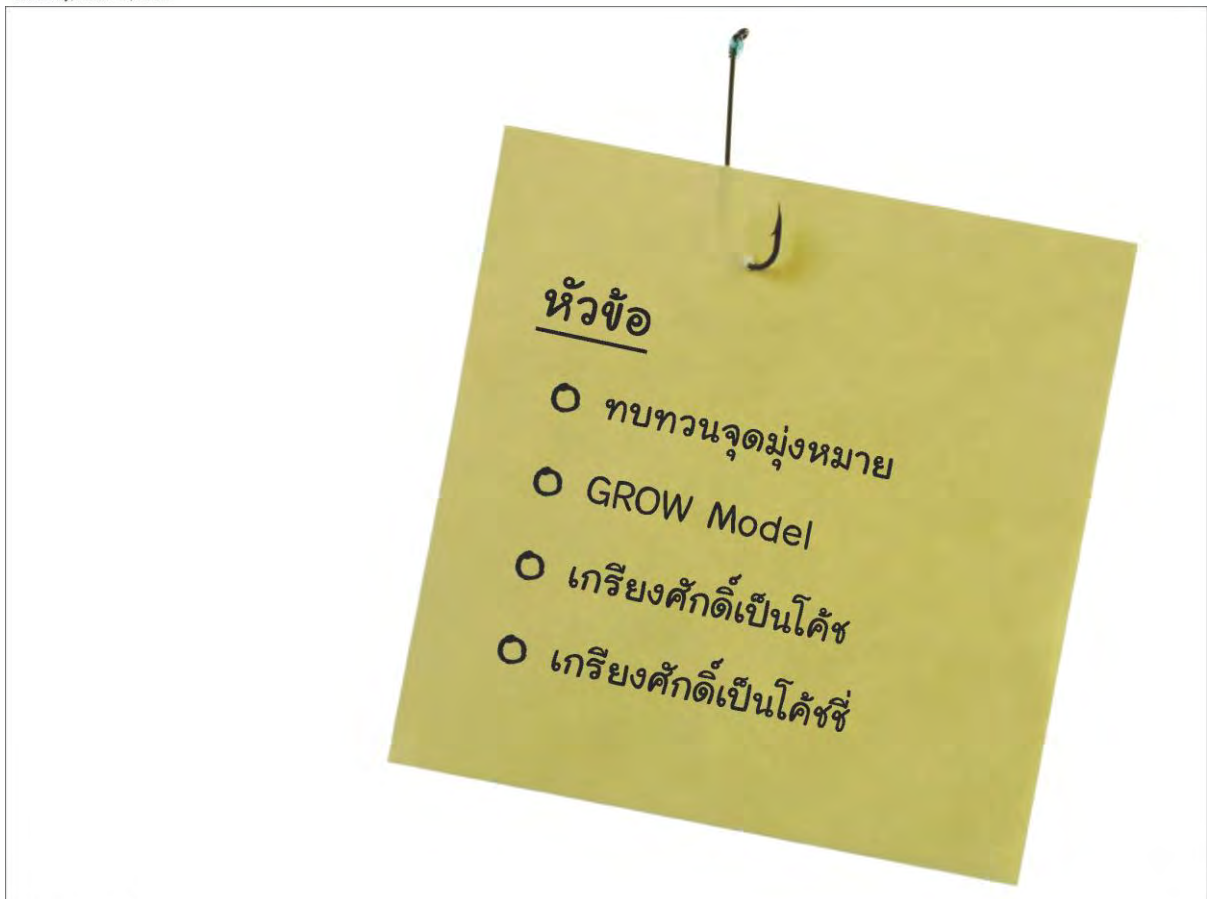 หัวข้อ
ทบทวนจุดมุ่งหมาย
GROW Model
เกรียงศักดิ์เป็นโค้ช
เกรียงศักดิ์เป็นโค้ชชี่